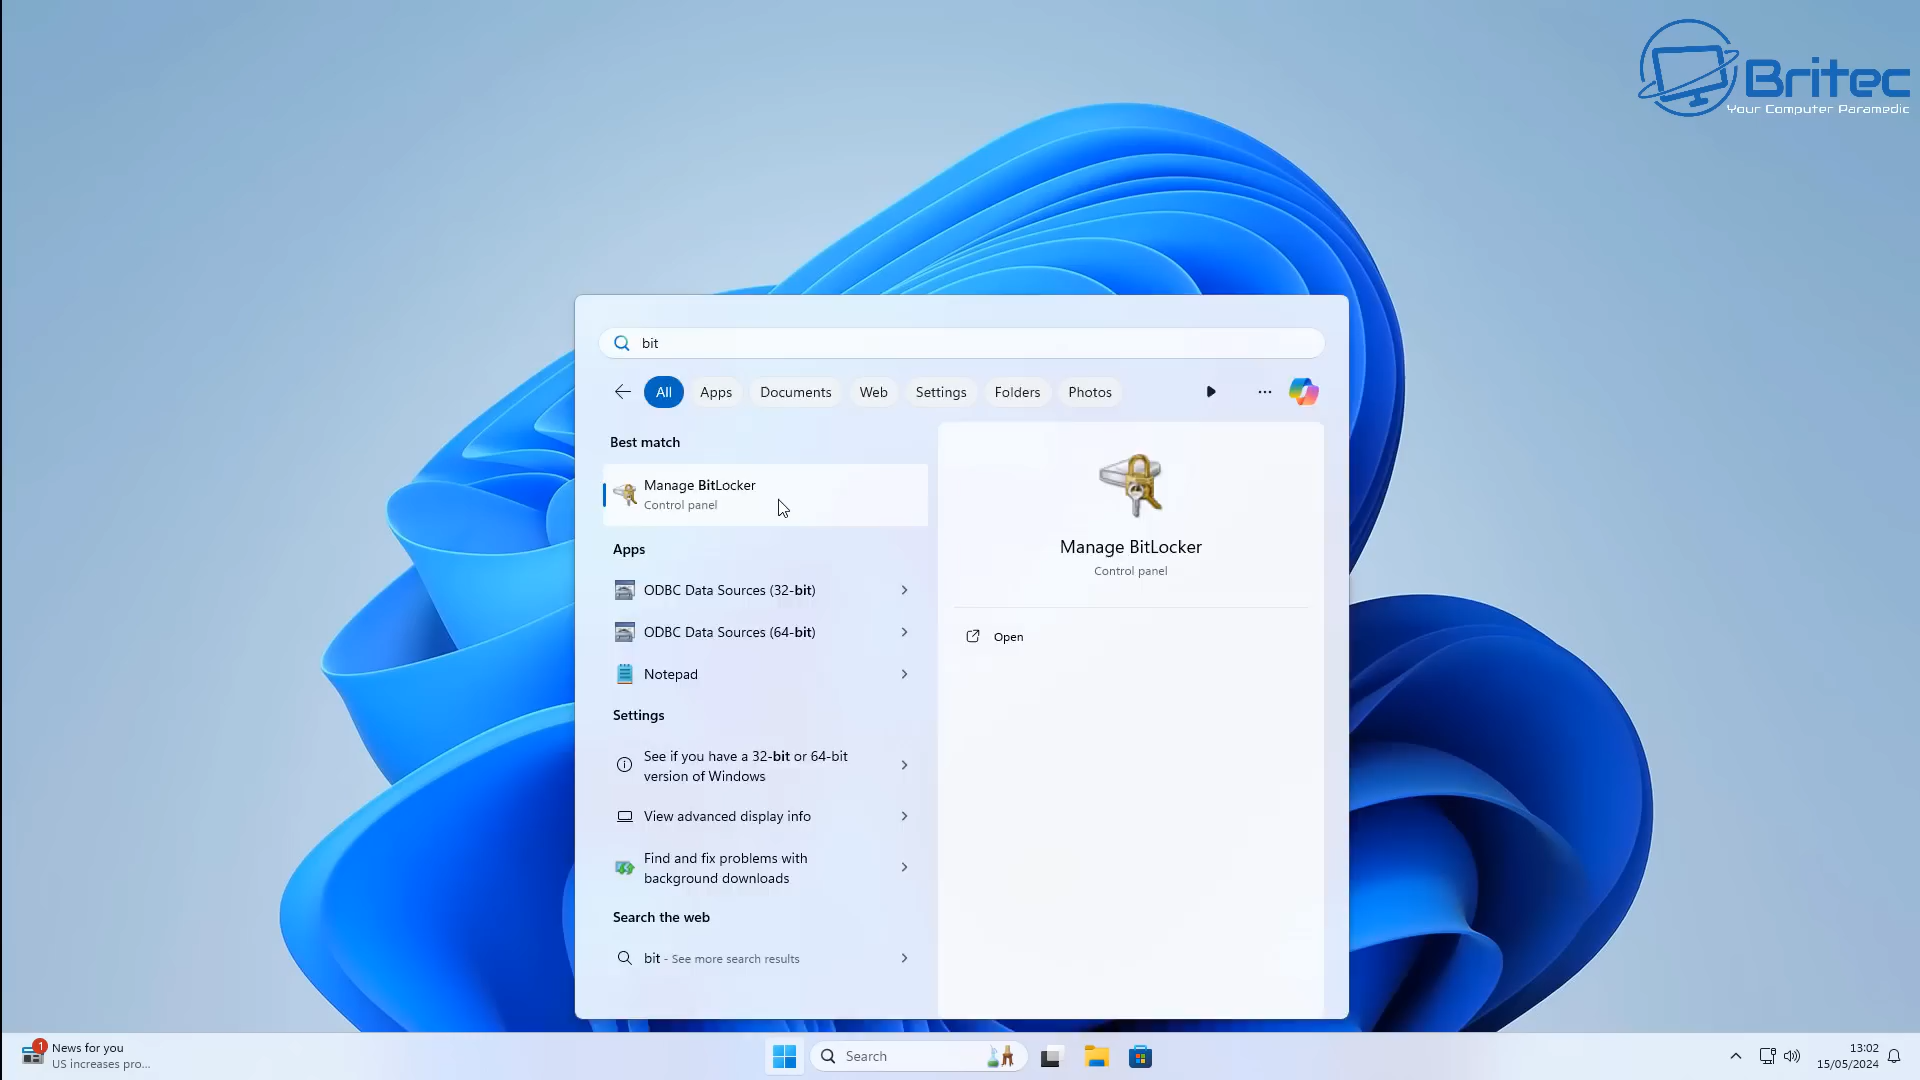 Britec
Your Computer Paramedic
bit
All
Apps
Documents
Web
Settings
Folders
Photos
Best match
Manage BitLocker
Control panel
Apps
ODBC Data Sources (32-bit)
ODBC Data Sources (64-bit)
Notepad
Settings
See if you have a 32-bit or 64-bit
version of Windows
View advanced display info
Find and fix problems with
background downloads
Search the web
bit - See more search results
Manage BitLocker
Control panel
Open
1
News for you
US increases pro...
Search
13:02
15/05/2024